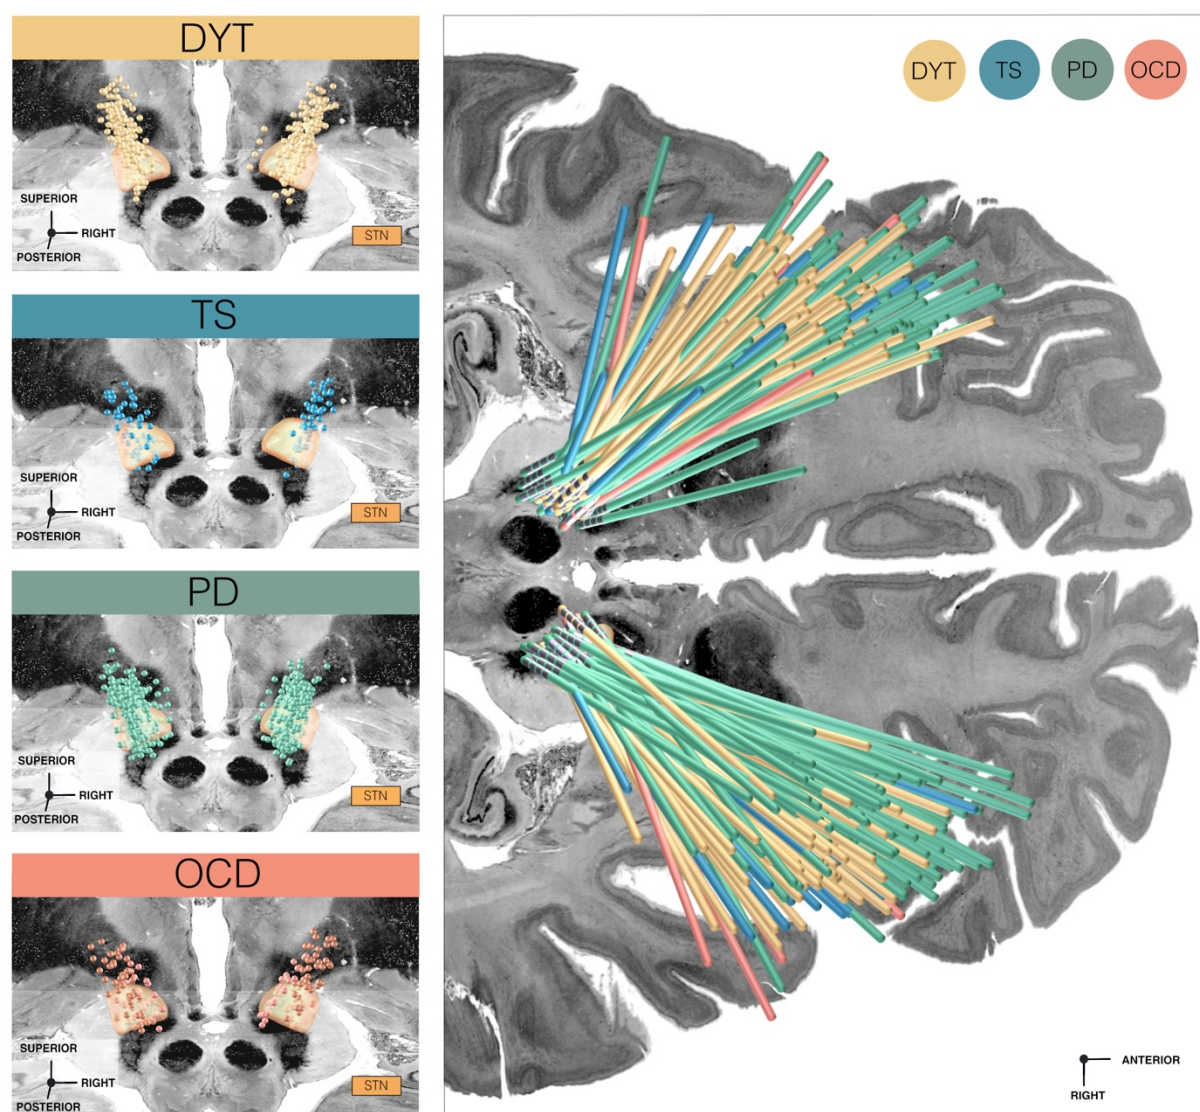 DYT
SUPERIOR
RIGHT
POSTERIOR
STN
TS
SUPERIOR
RIGHT
POSTERIOR
STN
PD
SUPERIOR
RIGHT
POSTERIOR
STN
OCD
SUPERIOR
RIGHT
POSTERIOR
STN
DYT TS PD OCD
ANTERIOR
RIGHT